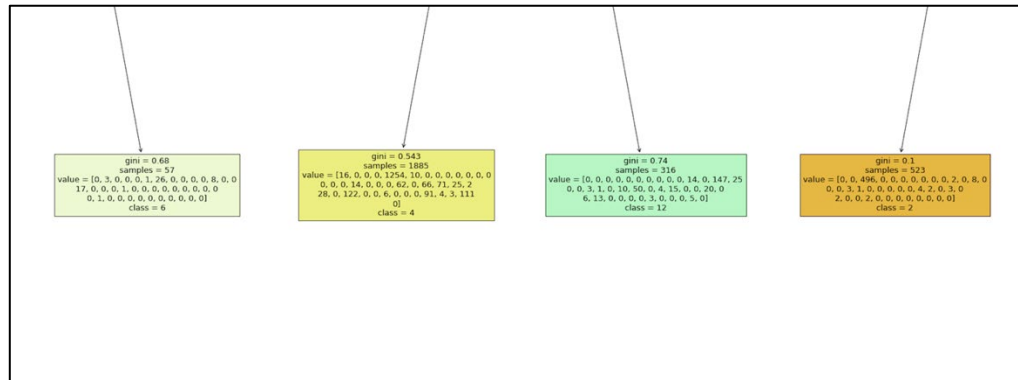 gini = 0.68
samples = 57
value = [0, 3, 0, 0, 0, 1, 26, 0, 0, 0, 0, 8, 0, 0
17, 0, 0, 0, 1, 0, 0, 0, 0, 0, 0, 0, 0, 0
0, 1, 0, 0, 0, 0, 0, 0, 0, 0, 0, 0, 0]
class = 6
gini = 0.543
samples = 1885
value = [16, 0, 0, 0, 1254, 10, 0, 0, 0, 0, 0, 0, 0
0, 0, 0, 14, 0, 0, 0, 62, 0, 66, 71, 25, 2
28, 0, 122, 0, 0, 6, 0, 0, 0, 91, 4, 3, 111
0]
class = 4
gini = 0.74
samples = 316
value = [0, 0, 0, 0, 0, 0, 0, 0, 0, 0, 14, 0, 147, 25
0, 0, 3, 1, 0, 10, 50, 0, 4, 15, 0, 0, 20, 0
6, 13, 0, 0, 0, 0, 3, 0, 0, 0, 5, 0]
class = 12
gini = 0.1
samples = 523
value = [0, 0, 496, 0, 0, 0, 0, 0, 0, 0, 2, 0, 8, 0
0, 0, 3, 1, 0, 0, 0, 0, 0, 4, 2, 0, 3, 0
2, 0, 0, 2, 0, 0, 0, 0, 0, 0, 0, 0]
class = 2